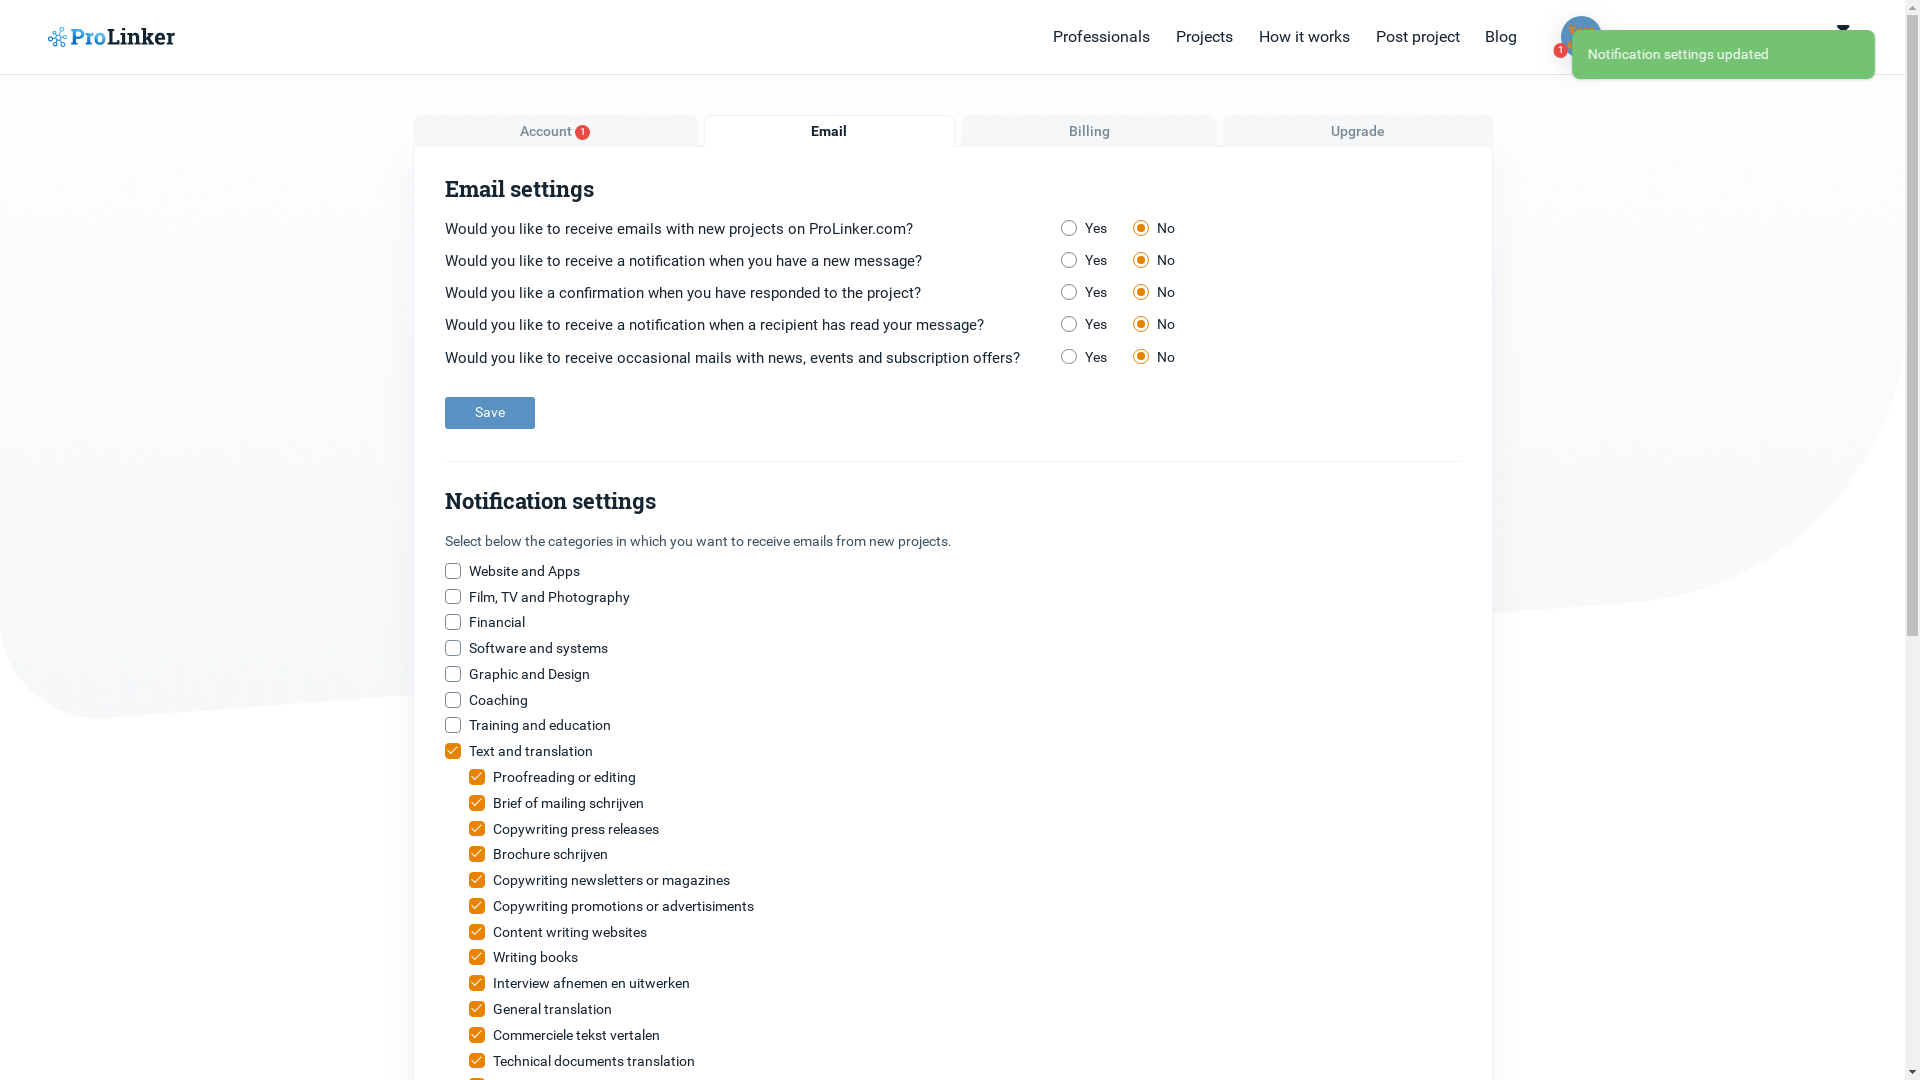 ProLinker
Professionals Projects How it works Post project Blog
1
Notification settings updated
Account 1 Email Billing Upgrade
Email settings
Would you like to receive emails with new projects on ProLinker.com? Yes No
Would you like to receive a notification when you have a new message? Yes No
Would you like a confirmation when you have responded to the project? Yes No
Would you like to receive a notification when a recipient has read your message? Yes No
Would you like to receive occasional mails with news, events and subscription offers? Yes No
Save
Notification settings
Select below the categories in which you want to receive emails from new projects.
Website and Apps
Film, TV and Photography
Financial
Software and systems
Graphic and Design
Coaching
Training and education
Text and translation
Proofreading or editing
Brief of mailing schrijven
Copywriting press releases
Brochure schrijven
Copywriting newsletters or magazines
Copywriting promotions or advertisiments
Content writing websites
Writing books
Interview afnemen en uitwerken
General translation
Commerciele tekst vertalen
Technical documents translation